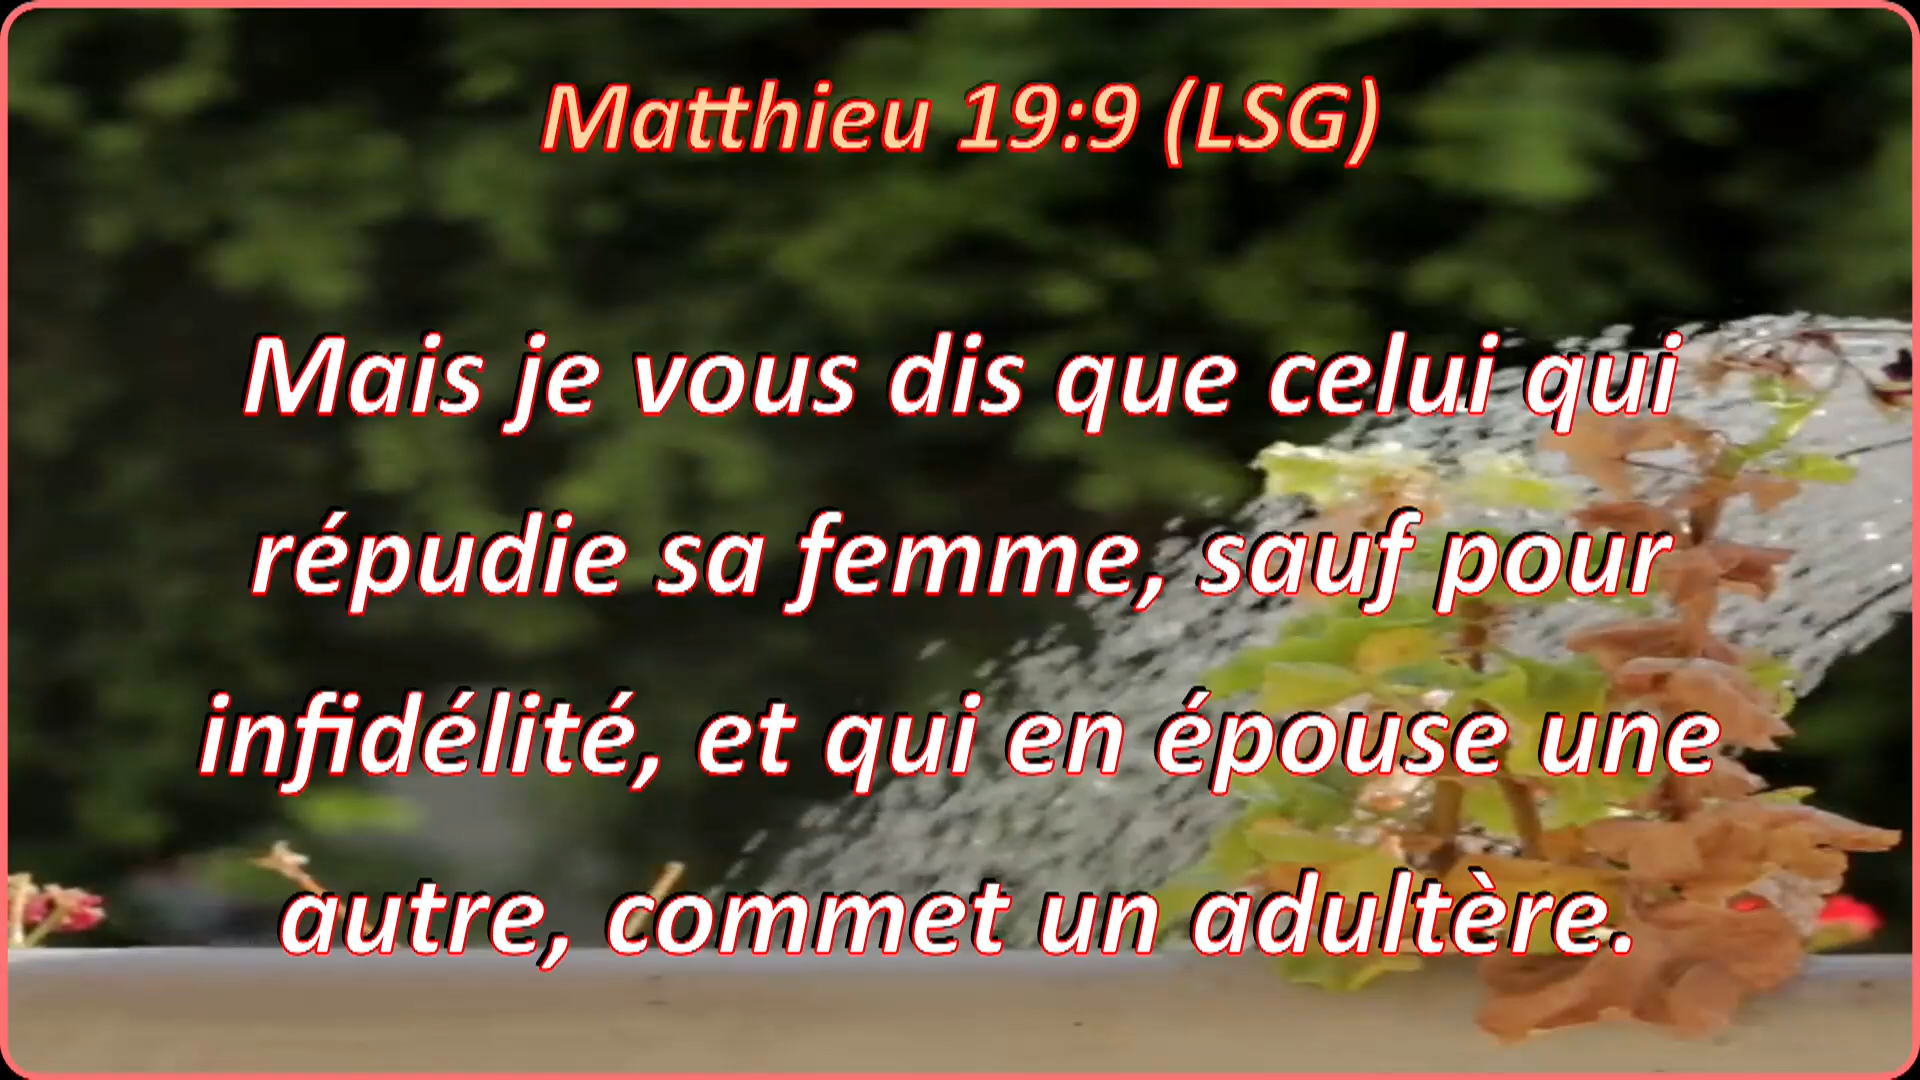 Matthieu 19:9 (LSG)
Mais je vous dis que celui qui
répudie sa femme, sauf pour
infidélité, et qui en épouse une
autre, commet un adultère.